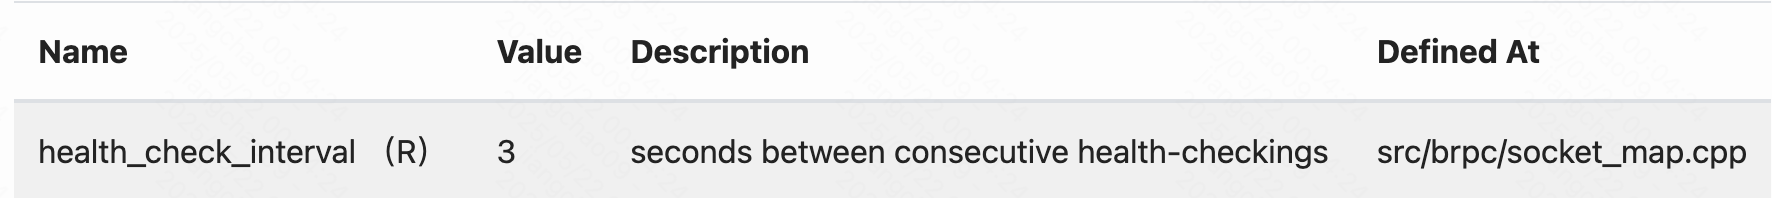 Name Value Description Defined At
health_check_interval (R) 3 seconds between consecutive health-checkings src/brpc/socket_map.cpp